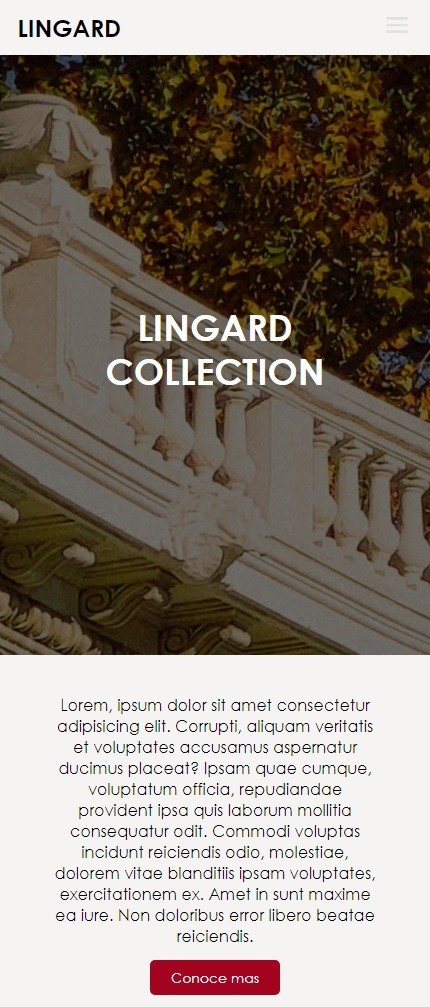 LINGARD
LINGARD
COLLECTION
Lorem, ipsum dolor sit amet consectetur
adipisicing elit. Corrupti, aliquam veritatis
et voluptates accusamus aspernatur
ducimus placeat? Ipsam quae cumque,
voluptatum officia, repudiandae
provident ipsa quis laborum mollitia
consequatur odit. Commodi voluptas
incidunt reiciendis odio, molestiae,
dolorem vitae blanditiis ipsam voluptates,
exercitationem ex. Amet in sunt maxime
ea iure. Non doloribus error libero beatae
reiciendis.
Conoce mas